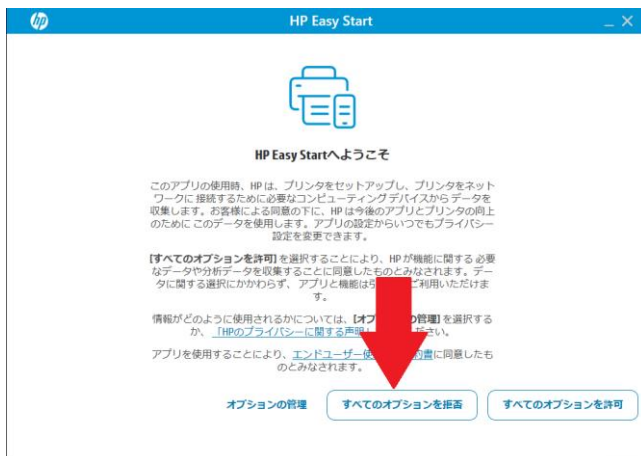 hp
HP Easy Start
HP Easy Startへようこそ
このアプリの使用時、HP は、プリンタをセットアップし、プリンタをネット
ワークに 接続するために必要なコンピューティングデバイスから データを
収集します。お客様による同意の下に、HP は今後のアプリとプリンタの向上
のために このデータを使用します。アプリの設定からいつでもプライバシー
設定を変更できます。
[すべてのオプションを許可] を選択することにより、HP が機能に関する 必要
なデータや分析データを収集することに同意したものとみなされます。デー
タに関する選択にかかわらず、 アプリと機能は引 ご利用いただけま
す。
情報がどのように使用されるかについては、[オプ の管理] を選択する
か、 「HPのプライバシーに関する声明 ださい。
アプリを使用することにより、エンドユーザー使 約書に同意したも
のとみなされます。
オプションの管理 すべてのオプションを拒否 すべてのオプションを許可